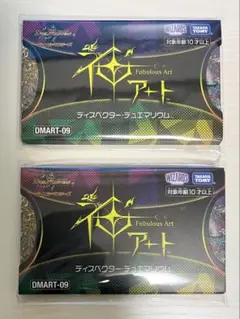 神
Fabulous Art
アート
対象年齢10才以上
TAKARA TOMY
ディスペクター・デュエマリウム
DMART-09
神
Fabulous Art
アート
対象年齢10才以上
TAKARA TOMY
ディスペクター・デュエマリウム
DMART-09